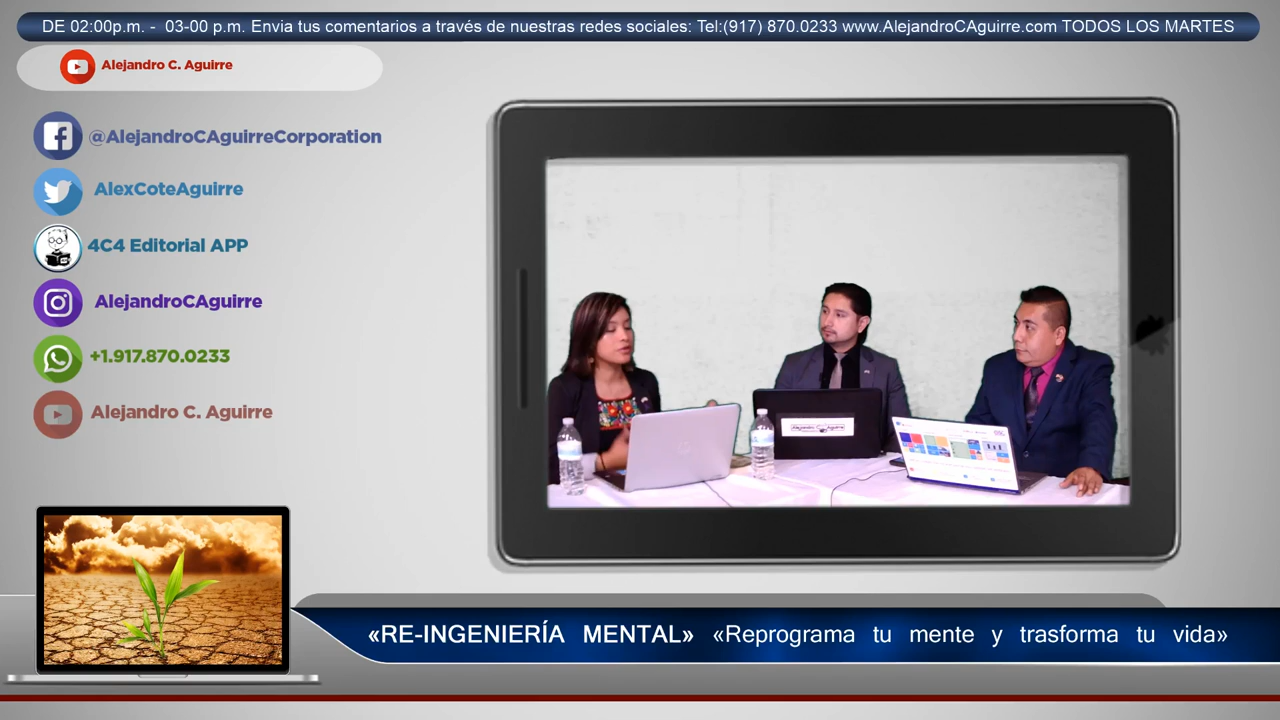 DE 02:00p.m. - 03-00 p.m. Envia tus comentarios a través de nuestras redes sociales: Tel:(917) 870.0233 www.AlejandroCAguirre.com TODOS LOS MARTES
Alejandro C. Aguirre
@AlejandroCAguirreCorporation
AlexCoteAguirre
4C4 Editorial APP
AlejandroCAguirre
+1.917.870.0233
Alejandro C. Aguirre
Alejandro C. Aguirre
«RE-INGENIERÍA MENTAL» «Reprograma tu mente y trasforma tu vida»